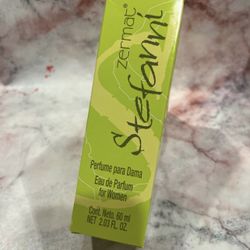 zermat®
Stefanni
Perfume para Dama
Eau de Parfum
for Women
Cont. Neto. 60 ml
NET 2.03 FL. OZ.